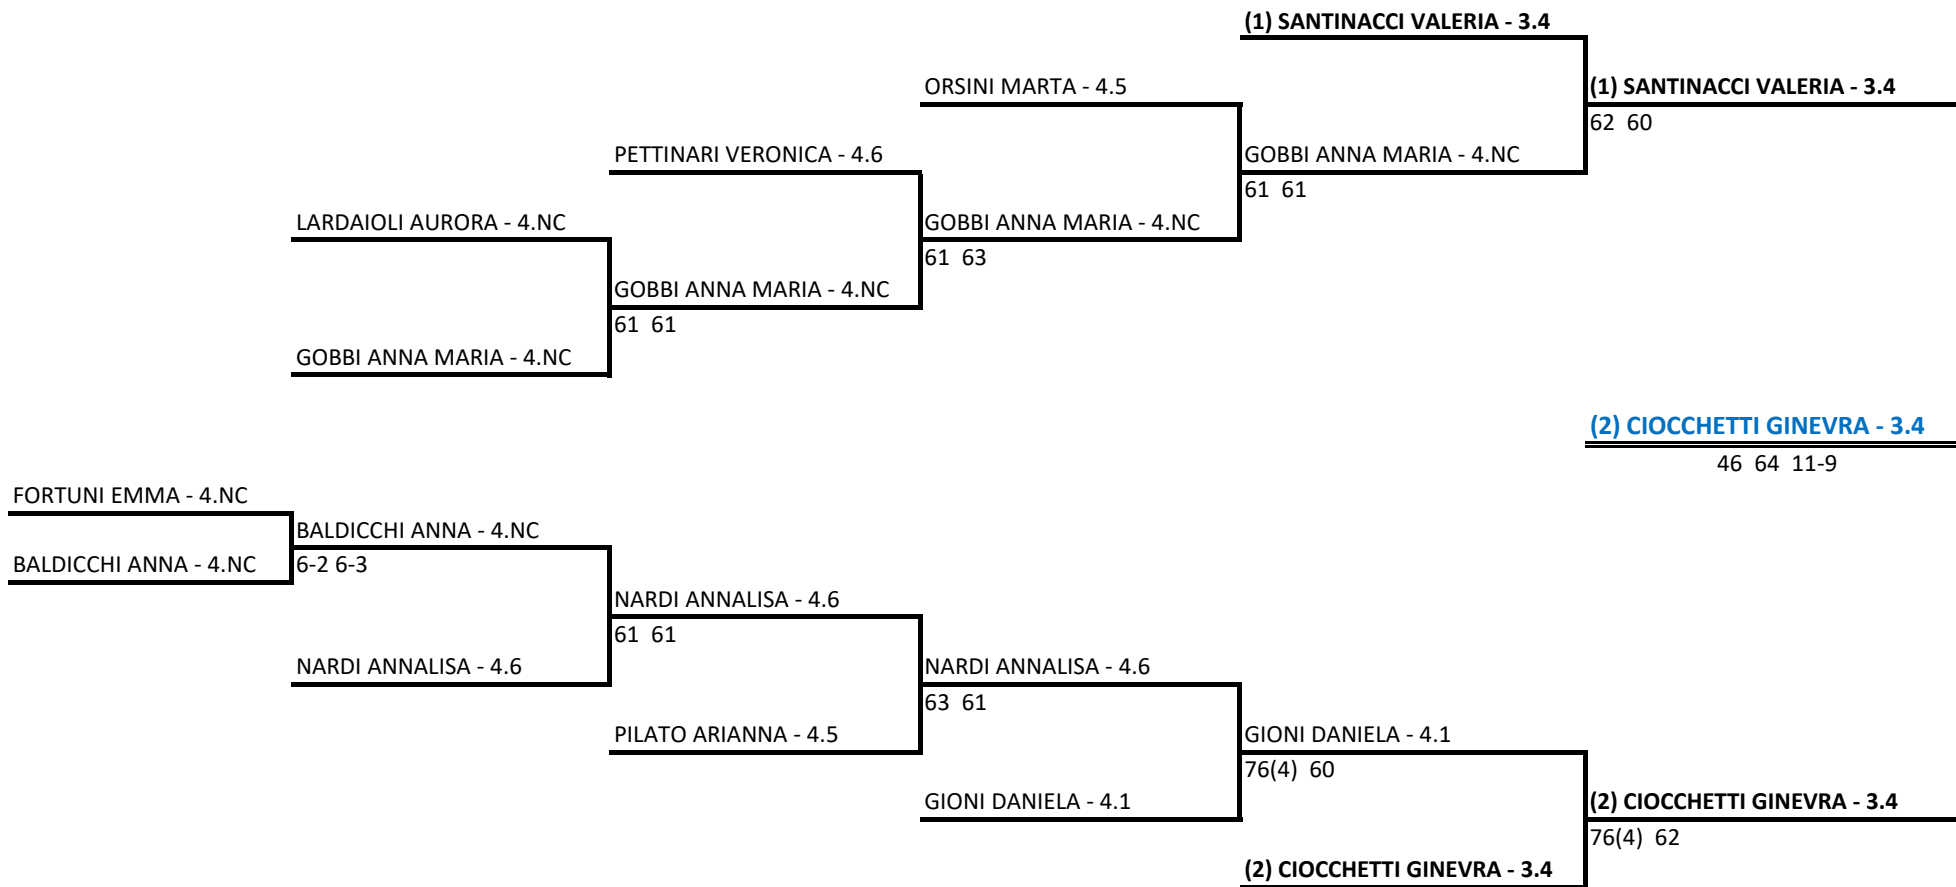 (1) SANTINACCI VALERIA - 3.4
ORSINI MARTA - 4.5
(1) SANTINACCI VALERIA - 3.4
62 60
PETTINARI VERONICA - 4.6
GOBBI ANNA MARIA - 4.NC
61 61
LARDAIOLI AURORA - 4.NC
GOBBI ANNA MARIA - 4.NC
61 63
GOBBI ANNA MARIA - 4.NC
61 61
GOBBI ANNA MARIA - 4.NC
(2) CIOCCHETTI GINEVRA - 3.4
46 64 11-9
FORTUNI EMMA - 4.NC
BALDICCHI ANNA - 4.NC
BALDICCHI ANNA - 4.NC
6-2 6-3
NARDI ANNALISA - 4.6
61 61
NARDI ANNALISA - 4.6
NARDI ANNALISA - 4.6
63 61
PILATO ARIANNA - 4.5
GIONI DANIELA - 4.1
76(4) 60
GIONI DANIELA - 4.1
(2) CIOCCHETTI GINEVRA - 3.4
76(4) 62
(2) CIOCCHETTI GINEVRA - 3.4